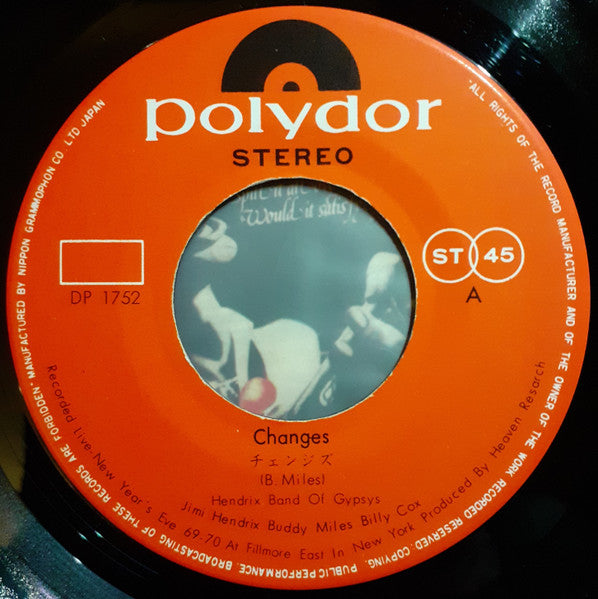 polydor
STEREO
spill it all
Would it satis
DP 1752
ST 45
A
Changes
チェンジズ
(B. Miles)
Hendrix Band Of Gypsys
Jimi Hendrix Buddy Miles Billy Cox
Recorded Live-New Year's Eve 69-70 At Fillmore East In New York Produced By Heaven Resarch
ALL RIGHTS OF THE RECORD MANUFACTURER AND OF THE OWNER OF THE WORK RECORDED RESERVED·COPYING, PUBLIC PERFORMANCE, BROADCASTING OF THESE RECORDS ARE FORBIDDEN·MANUFACTURED BY NIPPON GRAMMOPHON CO. LTD JAPAN